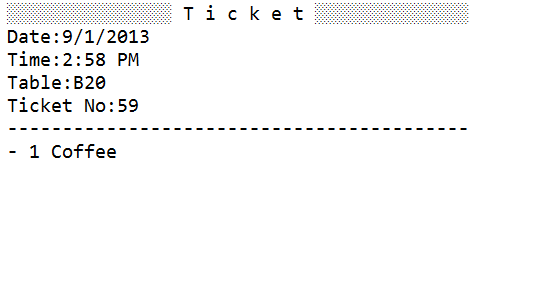 ░░░░░░░░░░░░░░░ T i c k e t ░░░░░░░░░░░░░░
Date:9/1/2013
Time:2:58 PM
Table:B20
Ticket No:59
------------------------------------------
- 1 Coffee